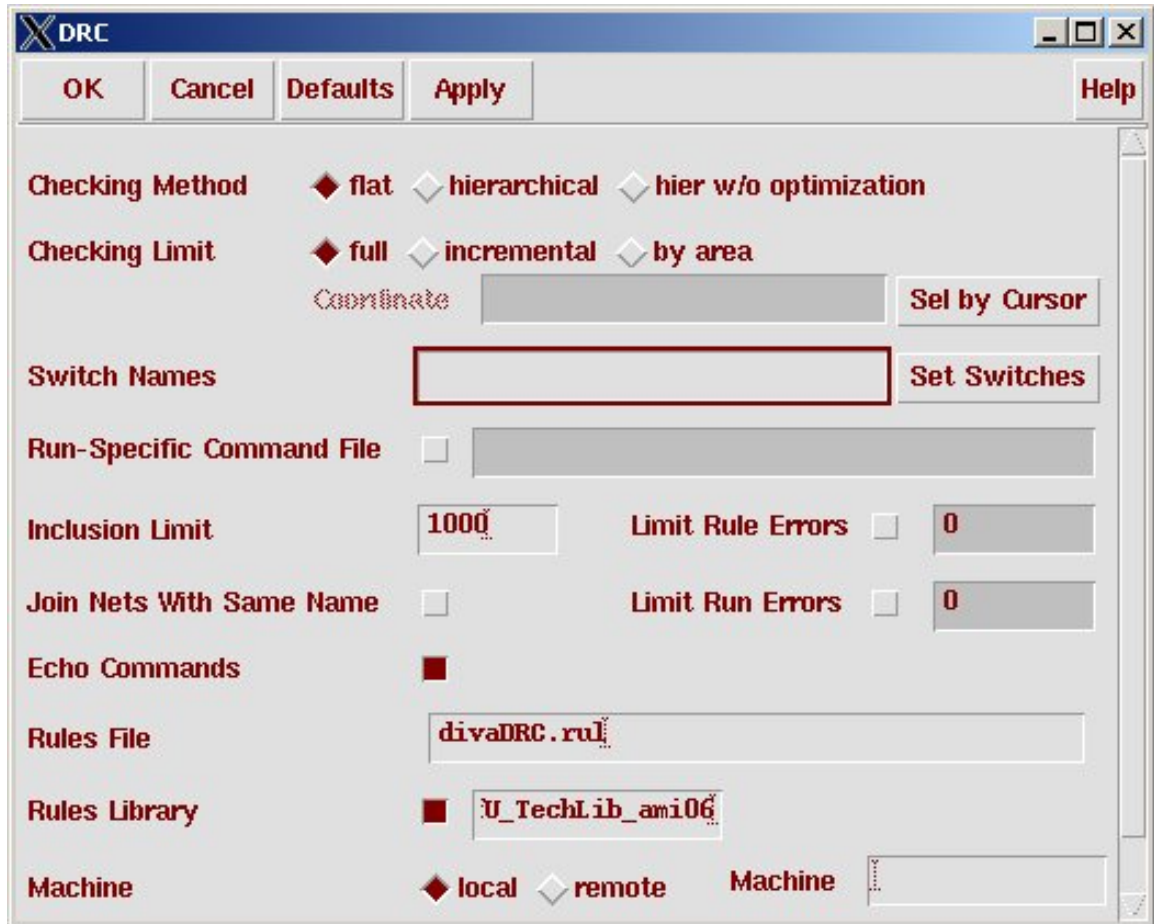 DRC
OK Cancel Defaults Apply Help
Checking Method flat hierarchical hier w/o optimization
Checking Limit full incremental by area
Coordinate Sel by Cursor
Switch Names Set Switches
Run-Specific Command File
Inclusion Limit 1000 Limit Rule Errors 0
Join Nets With Same Name Limit Run Errors 0
Echo Commands
Rules File divaDRC.rul
Rules Library U_TechLib_ami06
Machine local remote Machine